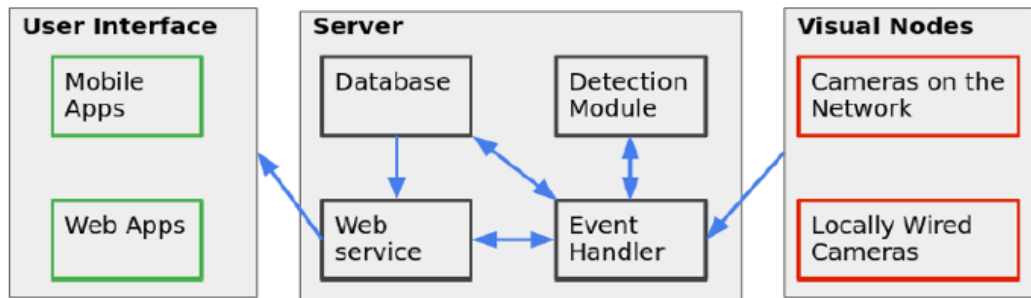 User Interface
Mobile
Apps
Web Apps
Server
Database
Detection
Module
Web
service
Event
Handler
Visual Nodes
Cameras on the
Network
Locally Wired
Cameras